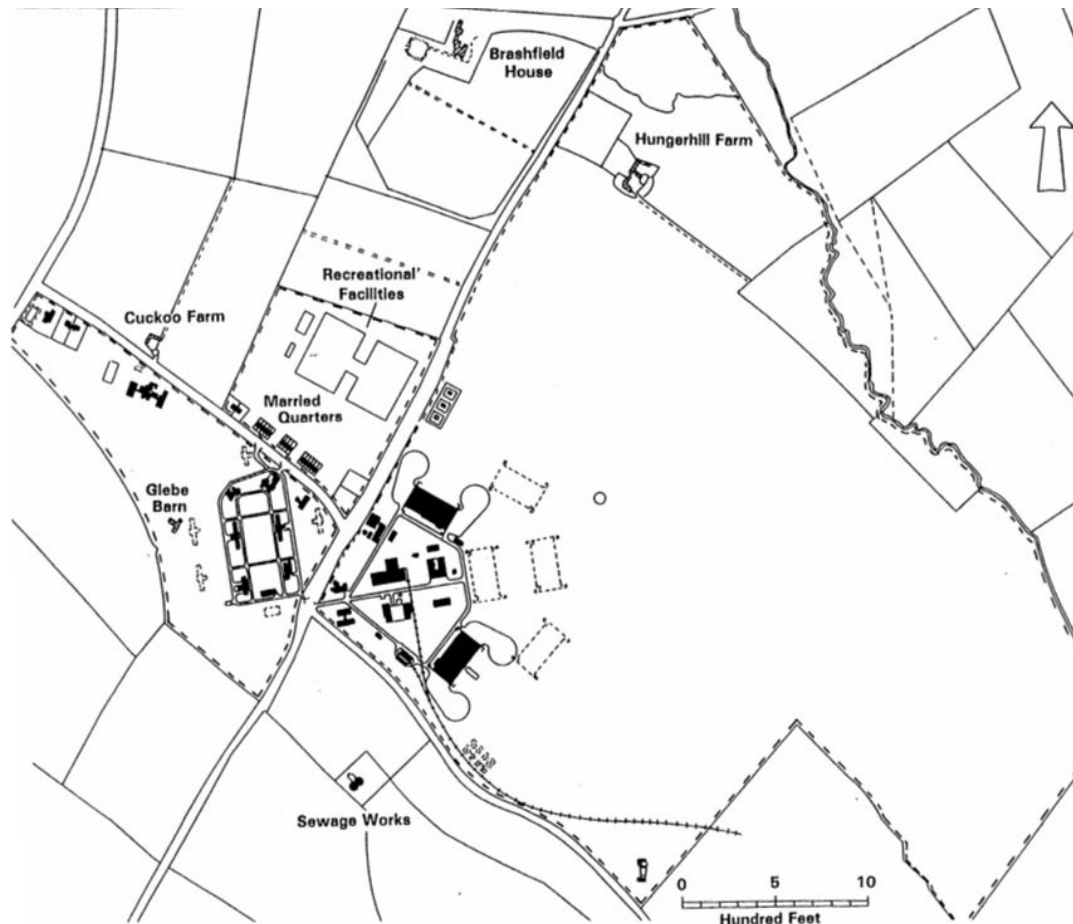 Brashfield
House
Hungerhill Farm
Recreational'
Facilities
Cuckoo Farm
Married
Quarters
Glebe
Barn
Sewage Works
0 5 10
Hundred Feet